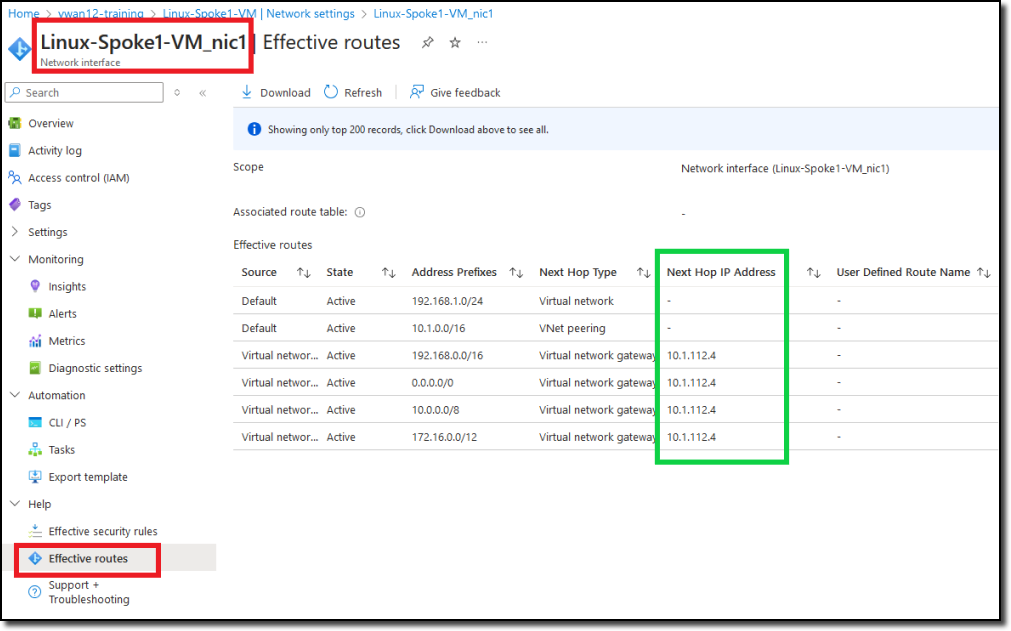 Home > vwan12-training > Linux-Spoke1-VM | Network settings > Linux-Spoke1-VM_nic1
Linux-Spoke1-VM_nic1 | Effective routes
Network interface
Search
Overview
Activity log
Access control (IAM)
Tags
Settings
Monitoring
Insights
Alerts
Metrics
Diagnostic settings
Automation
CLI / PS
Tasks
Export template
Help
Effective security rules
Effective routes
Support +
Troubleshooting
Download Refresh Give feedback
Showing only top 200 records, click Download above to see all.
Scope Network interface (Linux-Spoke1-VM_nic1)
Associated route table: -
Effective routes
Source State Address Prefixes Next Hop Type Next Hop IP Address User Defined Route Name
Default Active 192.168.1.0/24 Virtual network - -
Default Active 10.1.0.0/16 VNet peering - -
Virtual networ... Active 192.168.0.0/16 Virtual network gateway 10.1.112.4 -
Virtual networ... Active 0.0.0.0/0 Virtual network gateway 10.1.112.4 -
Virtual networ... Active 10.0.0.0/8 Virtual network gateway 10.1.112.4 -
Virtual networ... Active 172.16.0.0/12 Virtual network gateway 10.1.112.4 -